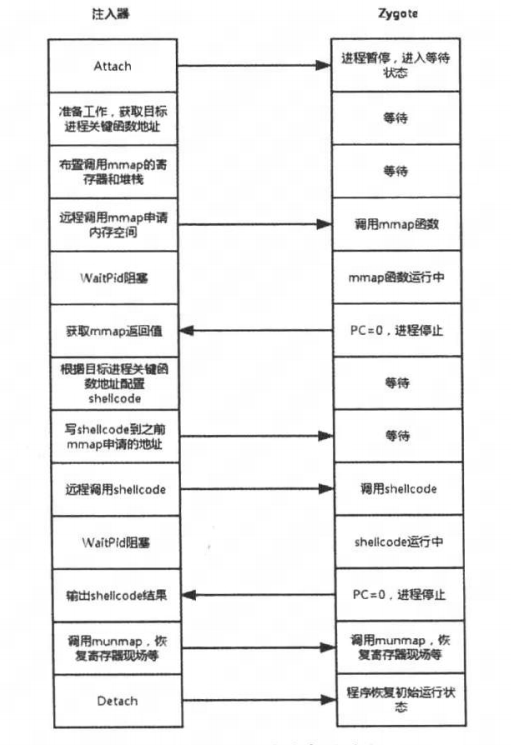 注入器
Zygote
Attach
进程暂停，进入等待
状态
准备工作，获取目标
进程关键函数地址
等待
布置调用mmap的寄
存器和堆栈
等待
远程调用mmap申请
内存空间
调用mmap函数
WaitPid阻塞
mmap函数运行中
获取mmap返回值
PC=0，进程停止
根据目标进程关键函
数地址配置
shellcode
等待
写shellcode到之前
mmap申请的地址
等待
远程调用shellcode
调用shellcode
WaitPid阻塞
shellcode运行中
输出shellcode结果
PC=0，进程停止
调用munmap，恢
复寄存器现场等
调用munmap，恢
复寄存器现场等
Detach
程序恢复初始运行状
态